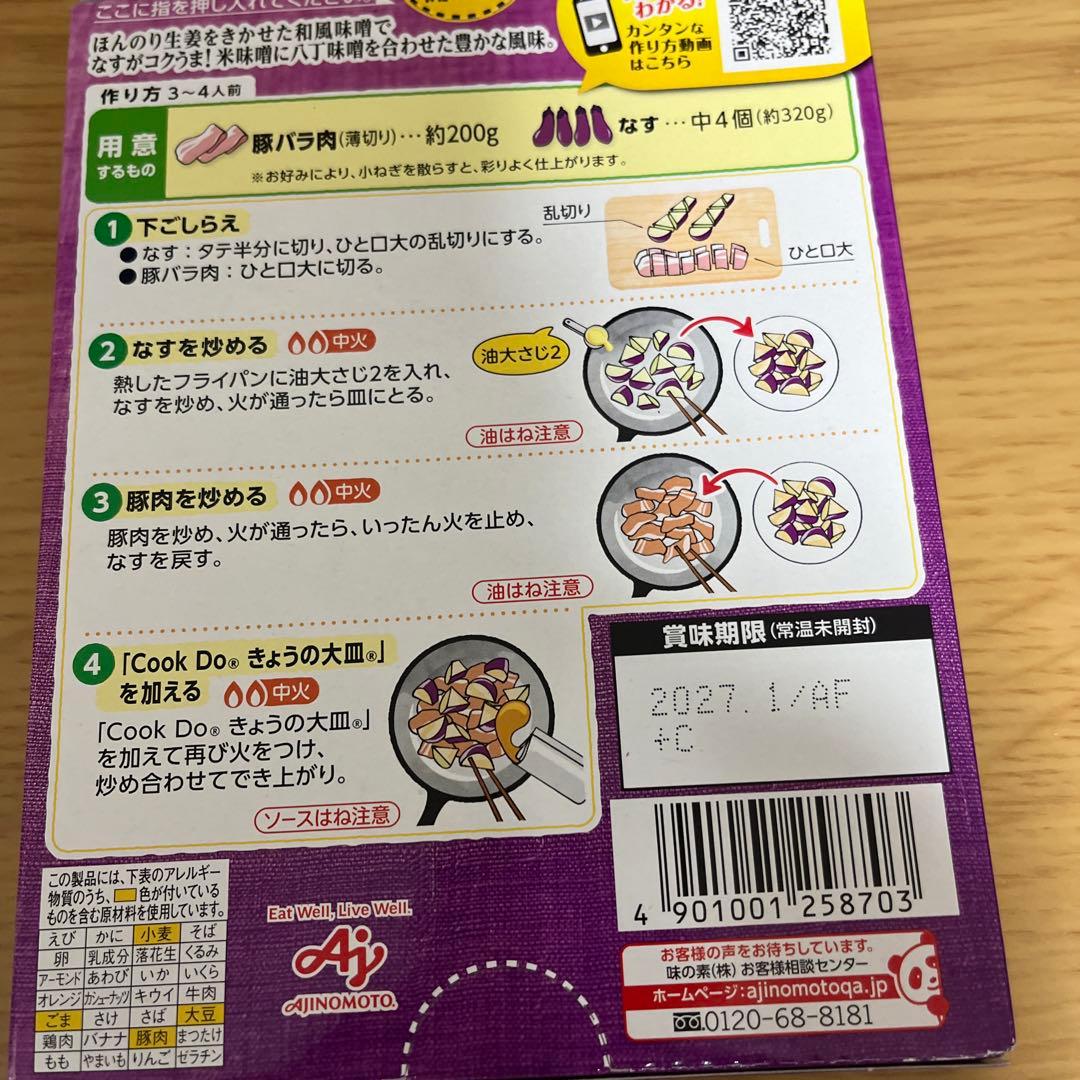 ここに指を押し入れてください。
ほんのり生姜をきかせた和風味噌で
なすがコクうま!米味噌に八丁味噌を合わせた豊かな風味。
わかる!
カンタンな
作り方動画
はこちら
作り方 3〜4人前
用意
するもの
豚バラ肉(薄切り)…約200g
なす…中4個(約320g)
※お好みにより、小ねぎを散らすと、彩りよく仕上がります。
1 下ごしらえ
●なす:タテ半分に切り、ひと口大の乱切りにする。
●豚バラ肉:ひと口大に切る。
乱切り
ひと口大
2 なすを炒める 中火
熱したフライパンに油大さじ2を入れ、
なすを炒め、火が通ったら皿にとる。
油大さじ2
油はね注意
3 豚肉を炒める 中火
豚肉を炒め、火が通ったら、いったん火を止め、
なすを戻す。
油はね注意
4 「Cook Do® きょうの大皿®」
を加える 中火
「Cook Do® きょうの大皿®」
を加えて再び火をつけ、
炒め合わせてでき上がり。
ソースはね注意
賞味期限(常温未開封)
2027. 1/AF
+C
4 901001 258703
この製品には、下表のアレルギー
物質のうち、色が付いている
ものを含む原材料を使用しています。
えび かに 小麦 そば
卵 乳成分 落花生 くるみ
アーモンド あわび いか いくら
オレンジ カシューナッツ キウイ 牛肉
ごま さけ さば 大豆
鶏肉 バナナ 豚肉 まつたけ
もも やまいも りんご ゼラチン
Eat Well, Live Well.
Aj
AJINOMOTO®
お客様の声をお待ちしています。
味の素(株)お客様相談センター
ホームページ:ajinomotoqa.jp
0120-68-8181